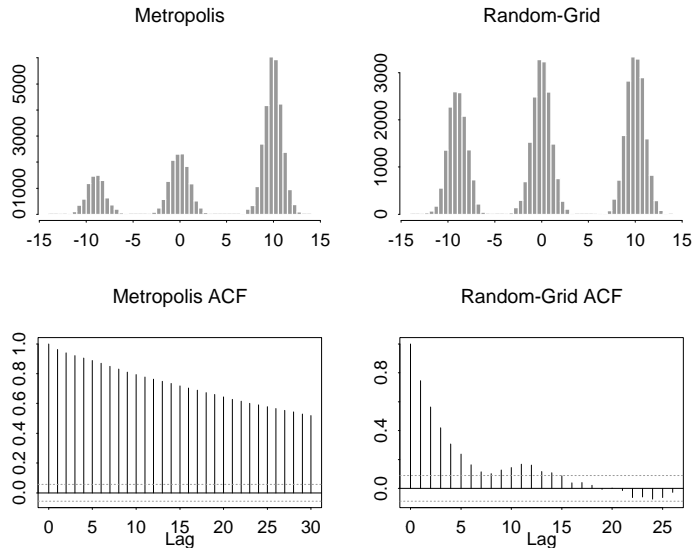 Metropolis
Random-Grid
0 1000 3000 5000
0 1000 2000 3000
-15 -10 -5 0 5 10 15
-15 -10 -5 0 5 10 15
Metropolis ACF
Random-Grid ACF
0.0 0.2 0.4 0.6 0.8 1.0
0.0 0.4 0.8
0 5 10 15 20 25 30
0 5 10 15 20 25
Lag
Lag